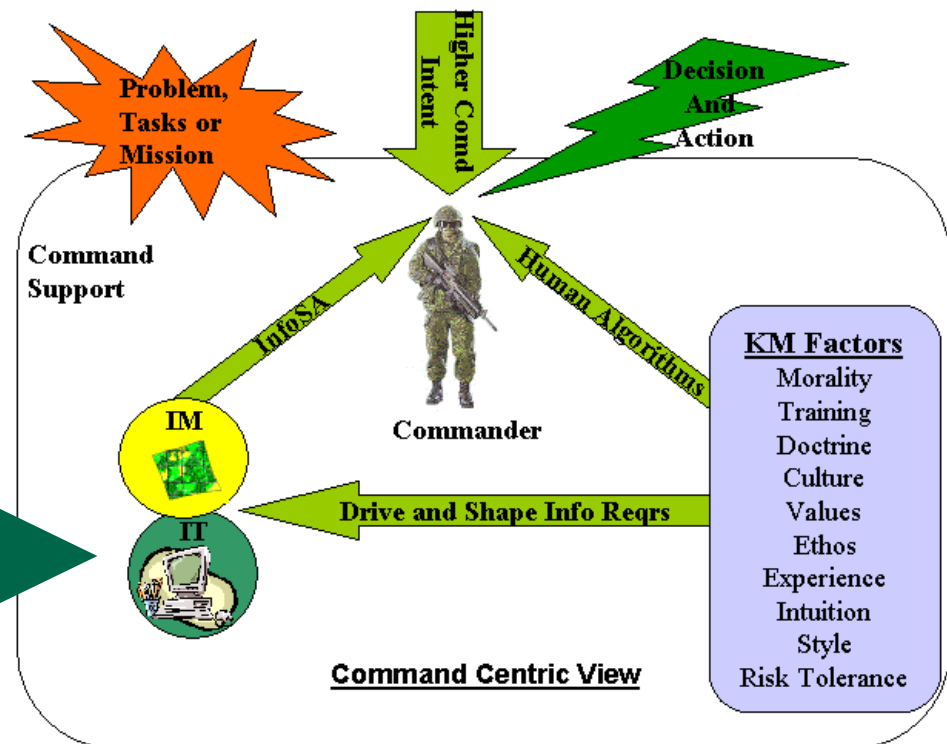 Problem,
Tasks or
Mission
Higher Comd
Intent
Decision
And
Action
Command
Support
InfoSA
Human Algorithms
Commander
IM
IT
Drive and Shape Info Reqrs
KM Factors
Morality
Training
Doctrine
Culture
Values
Ethos
Experience
Intuition
Style
Risk Tolerance
Command Centric View